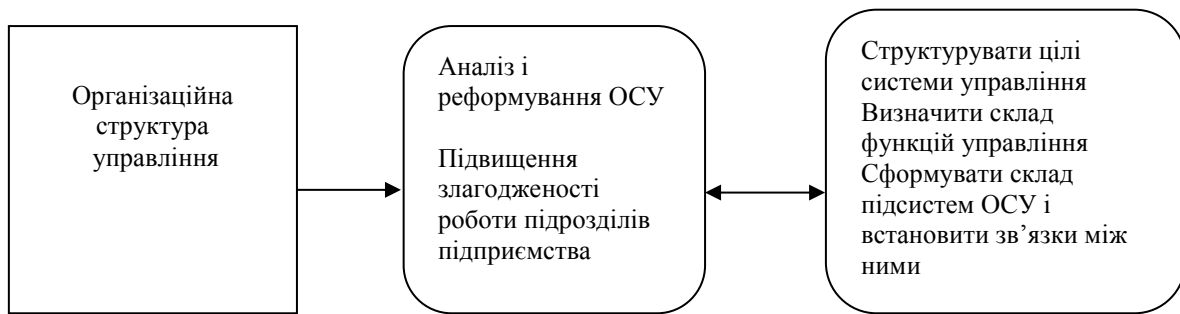 Організаційна
структура
управління
Аналіз і
реформування ОСУ
Підвищення
злагодженості
роботи підрозділів
підприємства
Структурувати цілі
системи управління
Визначити склад
функцій управління
Сформувати склад
підсистем ОСУ і
встановити зв’язки між
ними